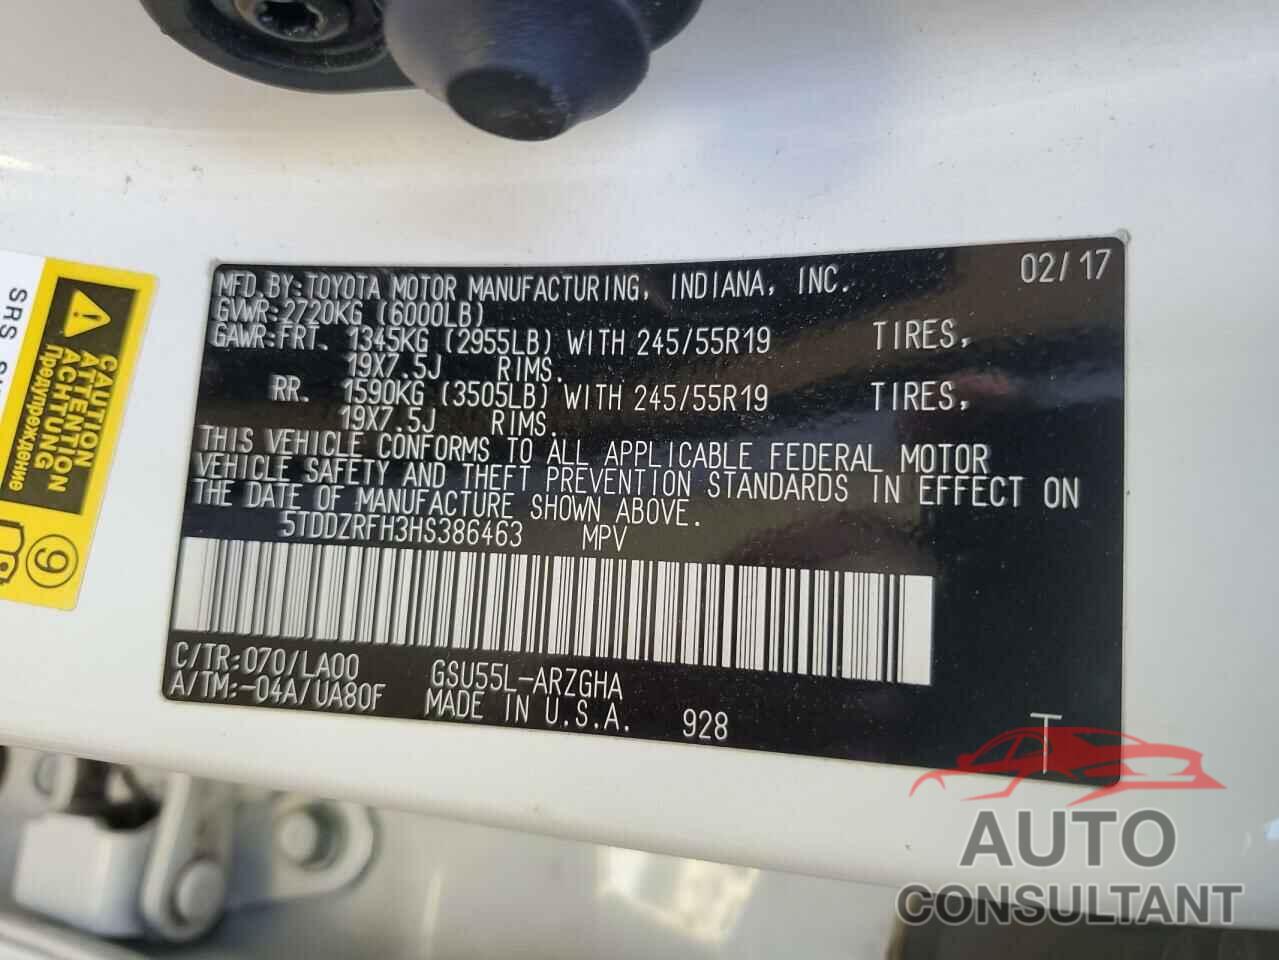 MFD.BY:TOYOTA MOTOR MANUFACTURING, INDIANA, INC. 02/17
GVWR:2720KG (6000LB)
GAWR:FRT. 1345KG (2955LB) WITH 245/55R19 TIRES,
19X7.5J RIMS.
RR. 1590KG (3505LB) WITH 245/55R19 TIRES,
19X7.5J RIMS.
THIS VEHICLE CONFORMS TO ALL APPLICABLE FEDERAL MOTOR
VEHICLE SAFETY AND THEFT PREVENTION STANDARDS IN EFFECT ON
THE DATE OF MANUFACTURE SHOWN ABOVE.
5TDDZRFH3HS386463 MPV
C/TR:070/LA00 GSU55L-ARZGHA
A/TM:-04A/UA80F MADE IN U.S.A. 928
T
CAUTION
ATTENTION
ACHTUNG
Предупреждение
9
SRS
AUTO
CONSULTANT